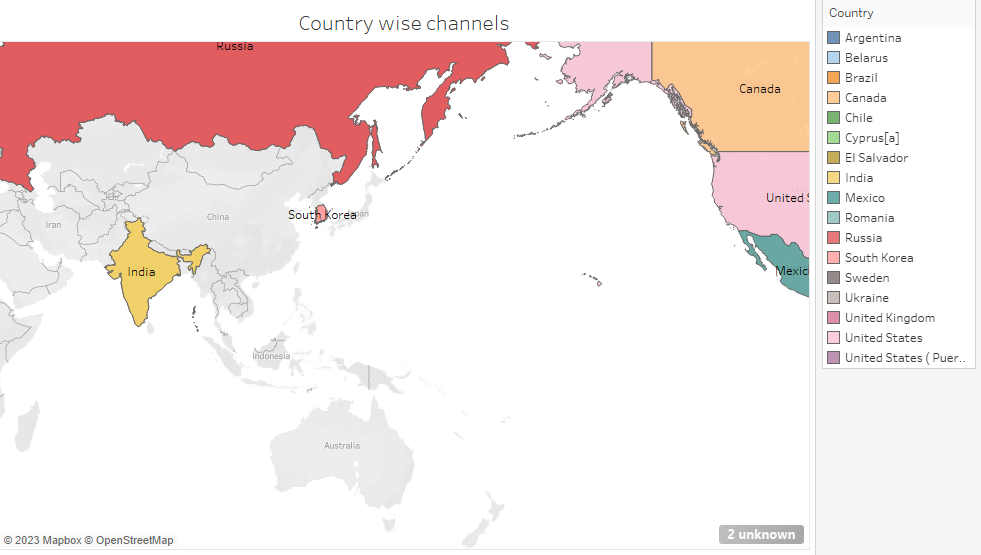 Country wise channels
Russia
Canada
China
South Korea
Japan
United S
Iran
India
Mexico
Indonesia
Australia
© 2023 Mapbox © OpenStreetMap
2 unknown
Country
Argentina
Belarus
Brazil
Canada
Chile
Cyprus[a]
El Salvador
India
Mexico
Romania
Russia
South Korea
Sweden
Ukraine
United Kingdom
United States
United States ( Puer..